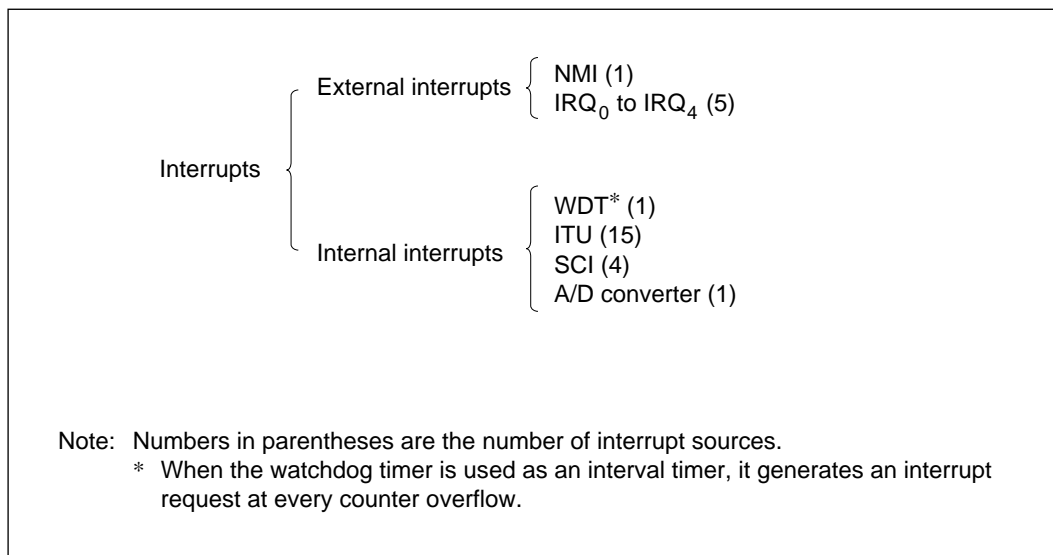 External interrupts
NMI (1)
IRQ0 to IRQ4 (5)
Interrupts
Internal interrupts
WDT* (1)
ITU (15)
SCI (4)
A/D converter (1)
Note: Numbers in parentheses are the number of interrupt sources.
* When the watchdog timer is used as an interval timer, it generates an interrupt
request at every counter overflow.